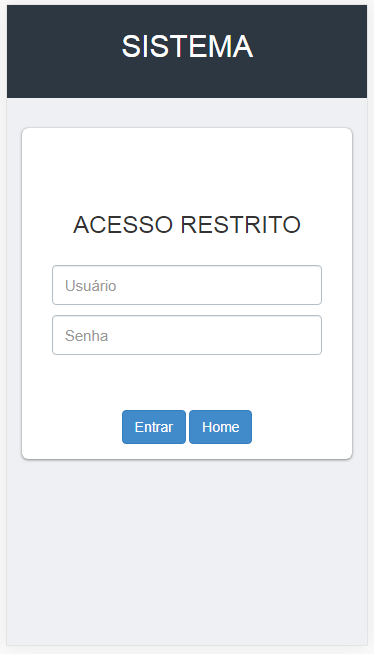 SISTEMA
ACESSO RESTRITO
Usuário
Senha
Entrar Home